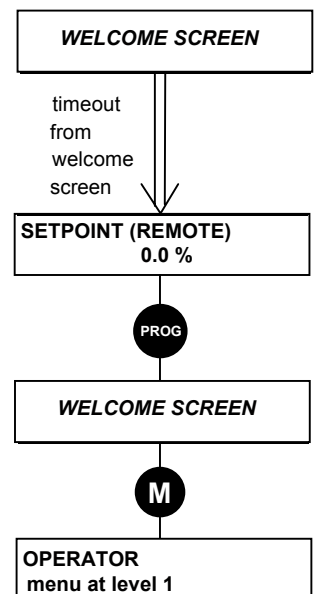 WELCOME SCREEN
timeout
from
welcome
screen
SETPOINT (REMOTE)
0.0 %
PROG
WELCOME SCREEN
M
OPERATOR
menu at level 1